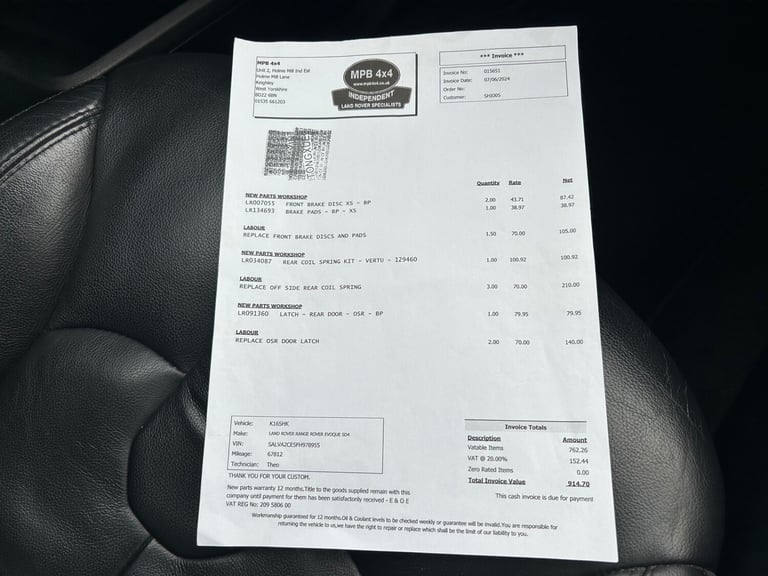 MPB 4x4
Unit 2, Holme Mill Ind Est
Holme Mill Lane
Keighley
West Yorkshire
BD22 6BN
01535 661203
MPB 4x4
www.mpb4x4.co.uk
INDEPENDENT
LAND ROVER SPECIALISTS
*** Invoice ***
Invoice No: 015651
Invoice Date: 07/06/2024
Order No:
Customer: SHI005
Quantity Rate Net
NEW PARTS WORKSHOP
LR007055 FRONT BRAKE DISC XS - BP 2.00 43.71 87.42
LR134693 BRAKE PADS - BP - XS 1.00 38.97 38.97
LABOUR
REPLACE FRONT BRAKE DISCS AND PADS 1.50 70.00 105.00
NEW PARTS WORKSHOP
LR034087 REAR COIL SPRING KIT - VERTU - 129460 1.00 100.92 100.92
LABOUR
REPLACE OFF SIDE REAR COIL SPRING 3.00 70.00 210.00
NEW PARTS WORKSHOP
LR091360 LATCH - REAR DOOR - OSR - BP 1.00 79.95 79.95
LABOUR
REPLACE OSR DOOR LATCH 2.00 70.00 140.00
Vehicle: K16SHK
Make: LAND ROVER RANGE ROVER EVOQUE SD4
VIN: SALVA2CE5FH978955
Mileage: 67812
Technician: Theo
Invoice Totals
Description Amount
Vatable Items 762.26
VAT @ 20.00% 152.44
Zero Rated Items 0.00
Total Invoice Value 914.70
This cash invoice is due for payment
THANK YOU FOR YOUR CUSTOM.
New parts warranty 12 months.Title to the goods supplied remain with this
company until payment for them has been satisfactorily received - E & O E
VAT REG No: 209 5806 00
Workmanship guaranteed for 12 months.Oil & Coolant levels to be checked weekly or guarantee will be invalid.You are responsible for
returning the vehicle to us,we have the right to repair or replace which shall be the limit of our liability to you.